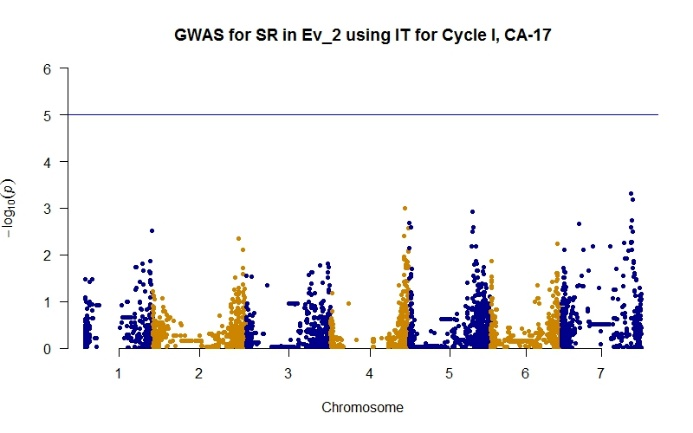 GWAS for SR in Ev_2 using IT for Cycle I, CA-17
6
5
4
3
2
1
0
−log10(p)
1 2 3 4 5 6 7
Chromosome